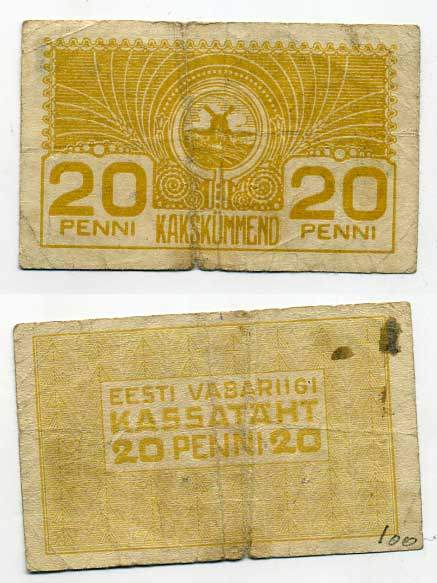 20 20
PENNI KAKSKÜMMEND PENNI
EESTI VABARIIGI
KASSATÄHT
20 PENNI 20
100